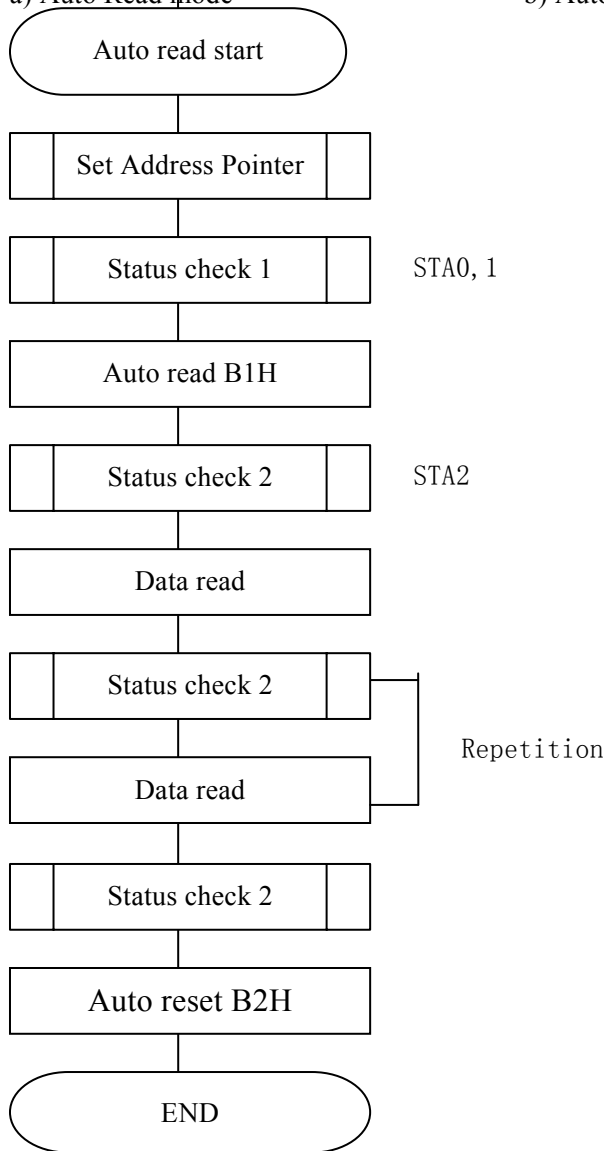 a) Auto Read mode
b) Auto
Auto read start
Set Address Pointer
Status check 1 STA0, 1
Auto read B1H
Status check 2 STA2
Data read
Status check 2
Repetition
Data read
Status check 2
Auto reset B2H
END